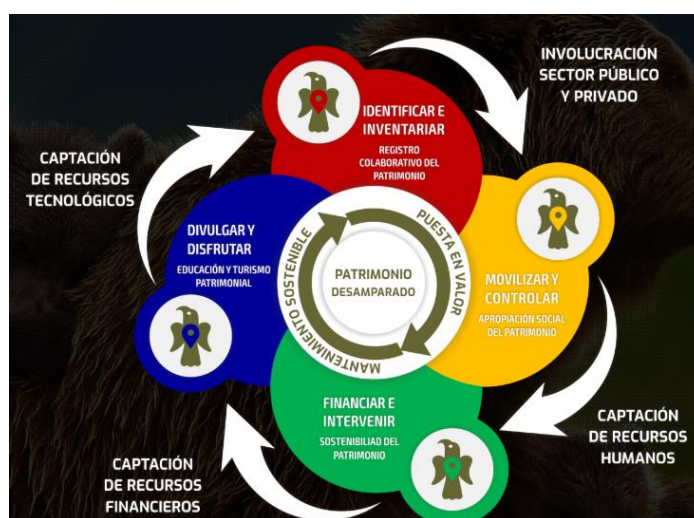 INVOLUCRACIÓN
SECTOR PÚBLICO
Y PRIVADO
IDENTIFICAR E
INVENTARIAR
REGISTRO
COLABORATIVO DEL
PATRIMONIO
CAPTACIÓN
DE RECURSOS
TECNOLÓGICOS
DIVULGAR Y
DISFRUTAR
EDUCACIÓN Y TURISMO
PATRIMONIAL
MANTENIMIENTO SOSTENIBLE
PUESTA EN VALOR
PATRIMONIO
DESAMPARADO
MOVILIZAR Y
CONTROLAR
APROPIACIÓN SOCIAL
DEL PATRIMONIO
FINANCIAR E
INTERVENIR
SOSTENIBILIAD DEL
PATRIMONIO
CAPTACIÓN
DE RECURSOS
HUMANOS
CAPTACIÓN
DE RECURSOS
FINANCIEROS